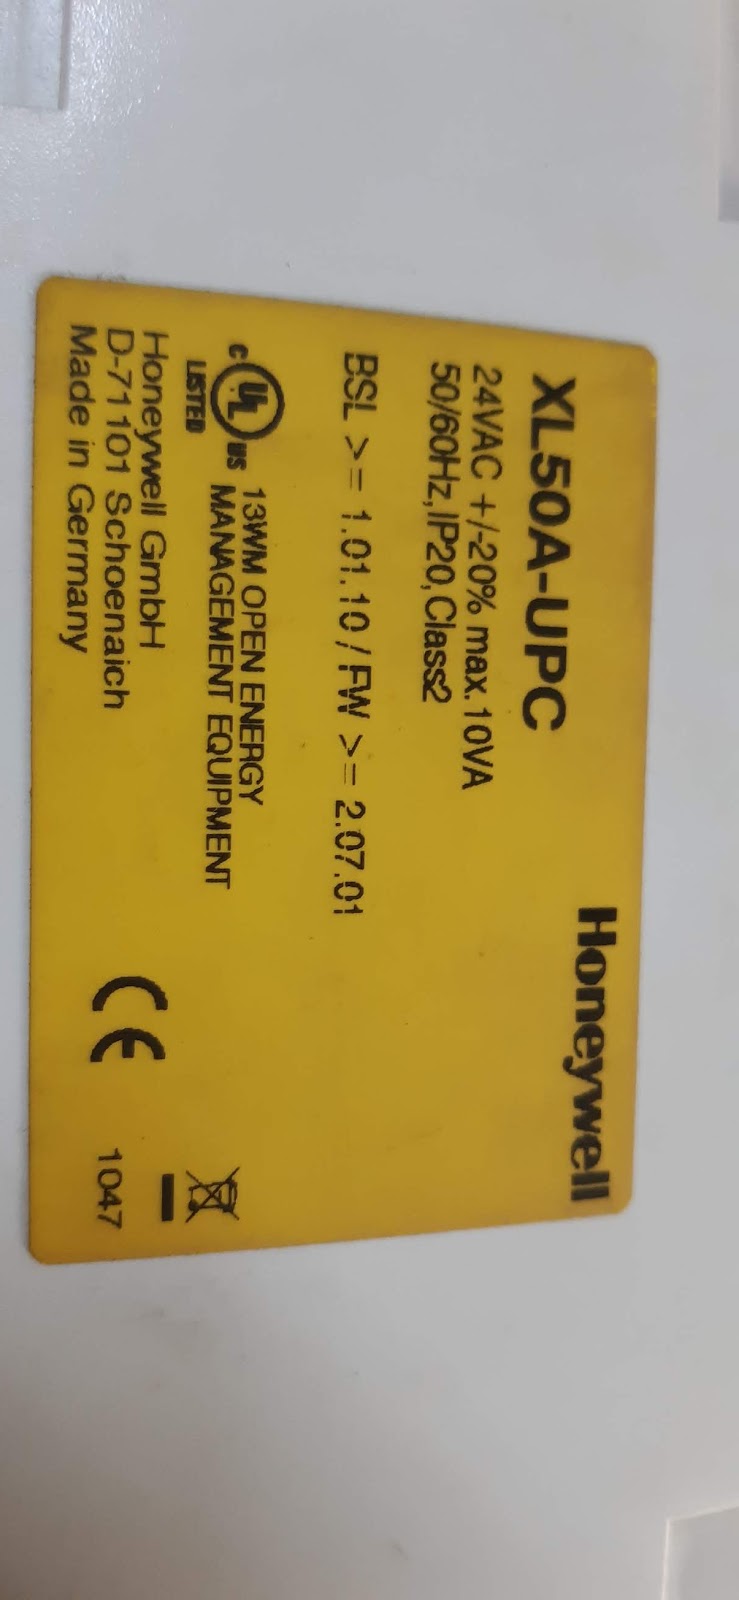 Honeywell
XL50A-UPC
24VAC +/-20% max. 10VA
50/60Hz, IP20, Class2
BSL >= 1.01.10 / FW >= 2.07.01
C UL US
LISTED
13WM OPEN ENERGY
MANAGEMENT EQUIPMENT
Honeywell GmbH
D-71101 Schoenaich
Made in Germany
CE
1047